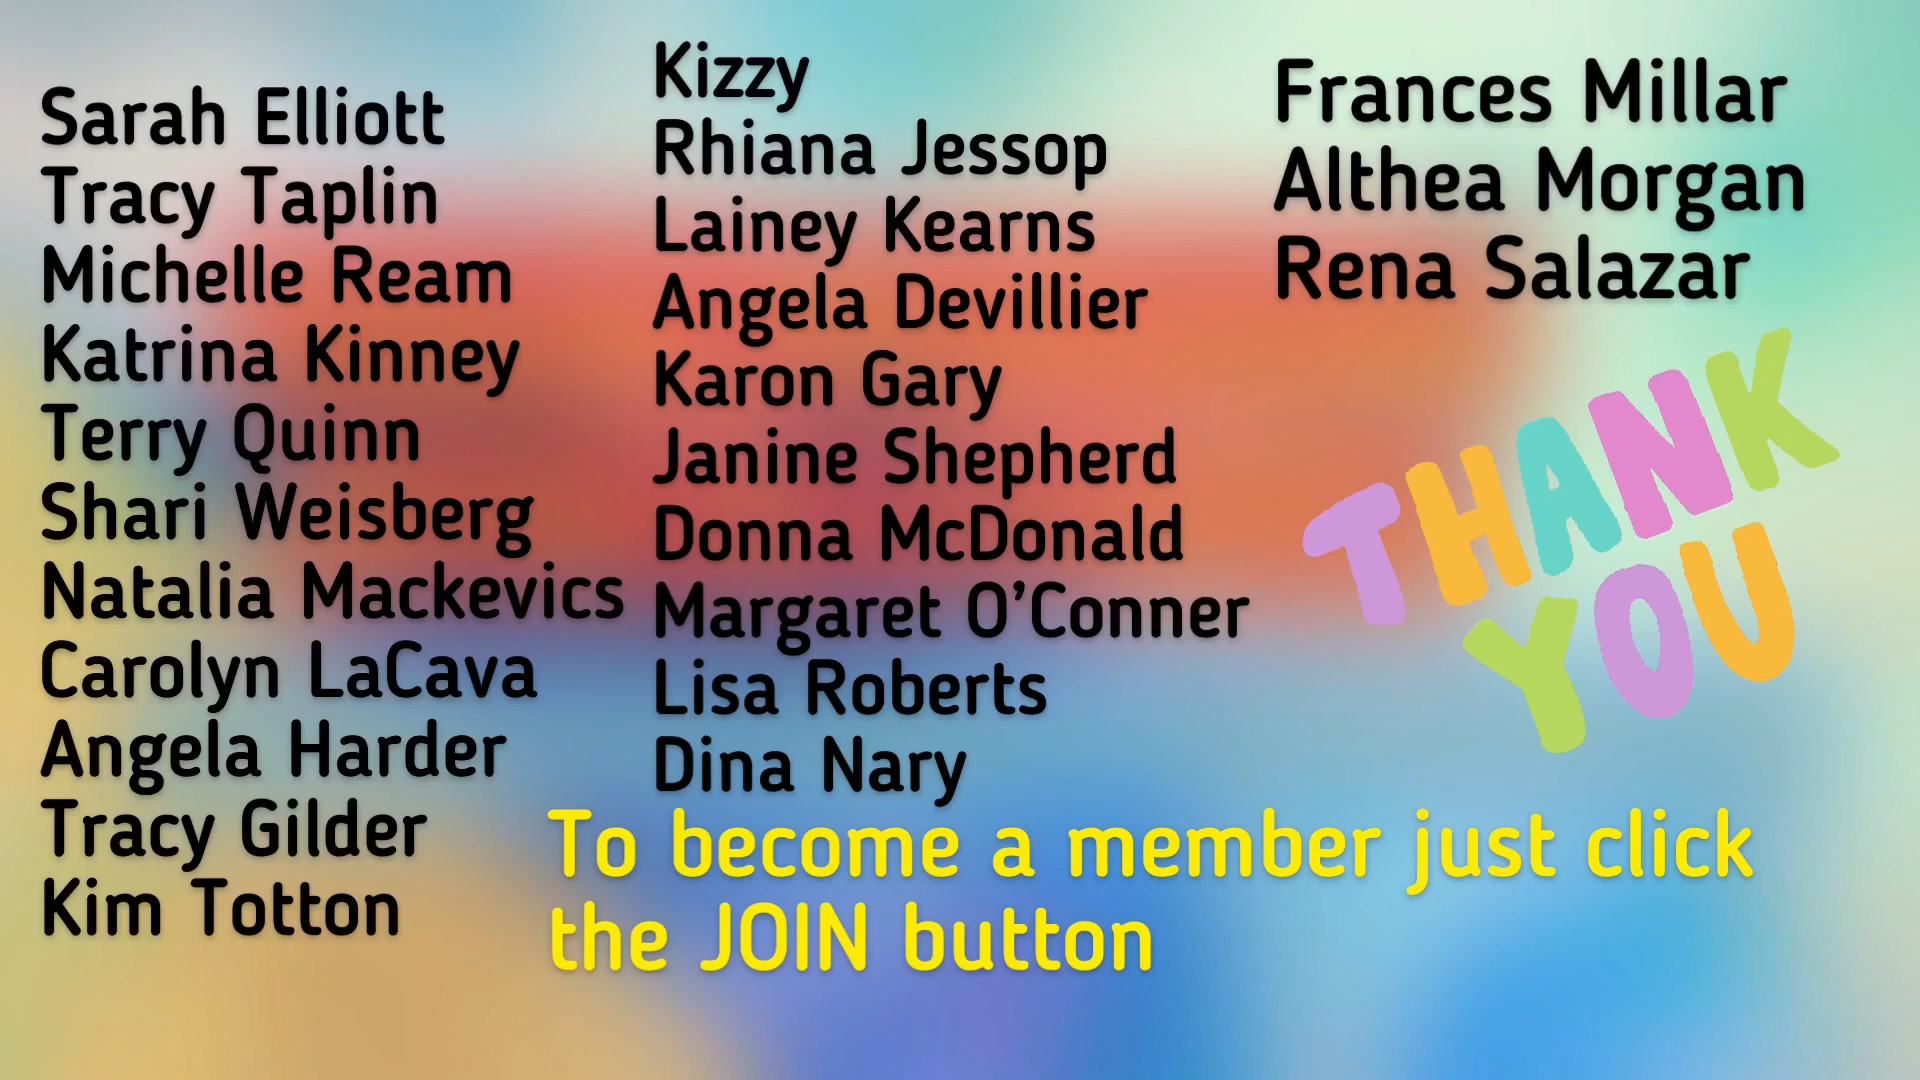 Sarah Elliott
Tracy Taplin
Michelle Ream
Katrina Kinney
Terry Quinn
Shari Weisberg
Natalia Mackevics
Carolyn LaCava
Angela Harder
Tracy Gilder
Kim Totton
Kizzy
Rhiana Jessop
Lainey Kearns
Angela Devillier
Karon Gary
Janine Shepherd
Donna McDonald
Margaret O’Conner
Lisa Roberts
Dina Nary
Frances Millar
Althea Morgan
Rena Salazar
THANK
YOU
To become a member just click
the JOIN button